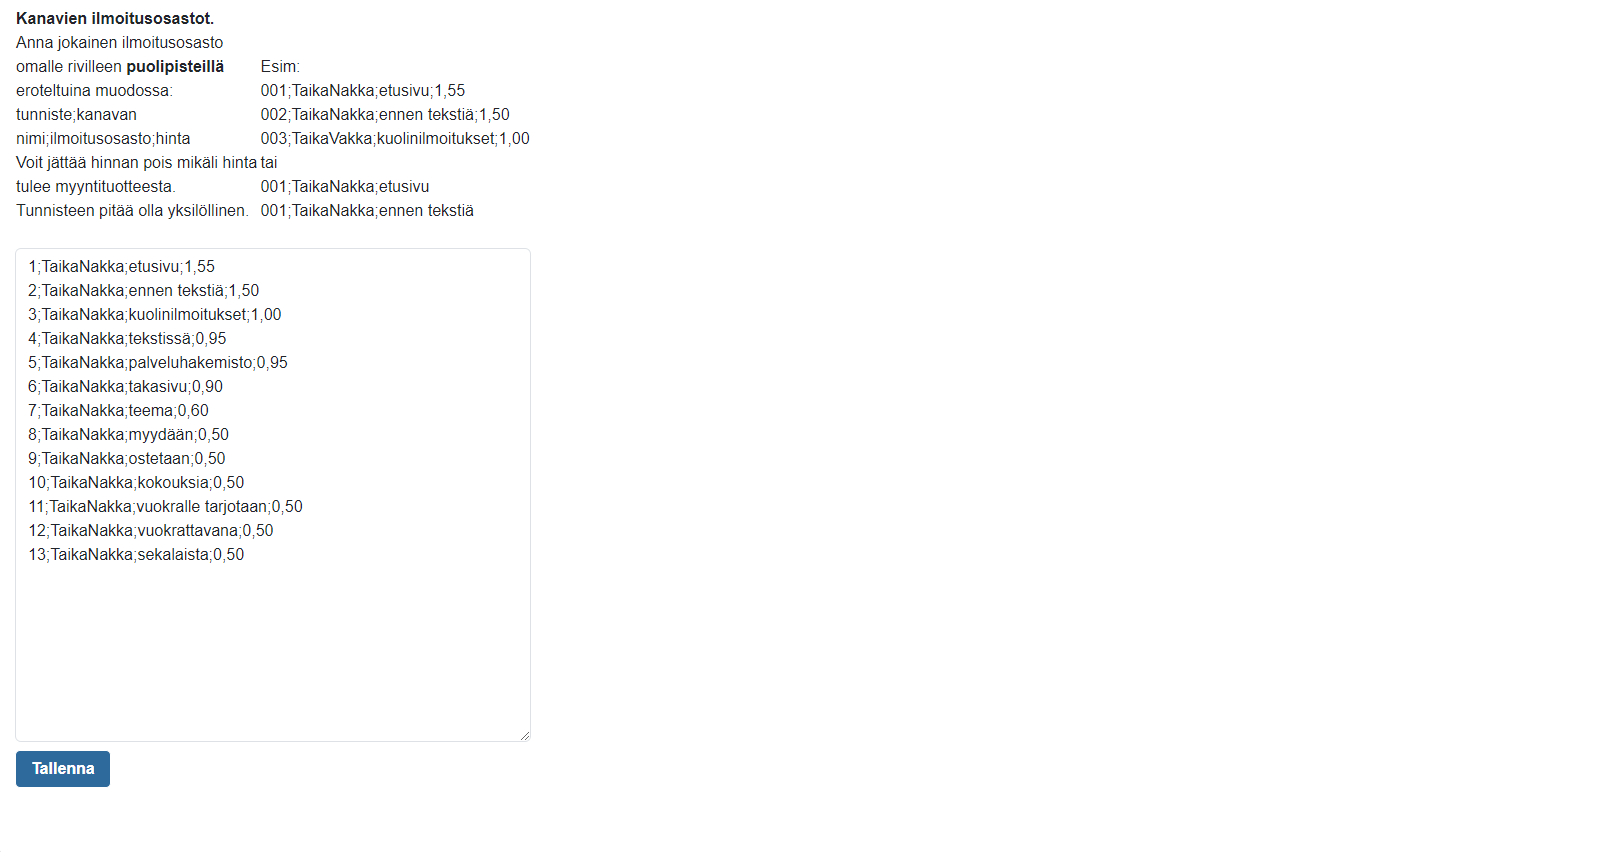 Kanavien ilmoitusosastot.
Anna jokainen ilmoitusosasto
omalle rivilleen puolipisteillä
eroteltuina muodossa:
tunniste;kanavan
nimi;ilmoitusosasto;hinta
Voit jättää hinnan pois mikäli hinta
tulee myyntituotteesta.
Tunnisteen pitää olla yksilöllinen.
Esim:
001;TaikaNakka;etusivu;1,55
002;TaikaNakka;ennen tekstiä;1,50
003;TaikaVakka;kuolinilmoitukset;1,00
tai
001;TaikaNakka;etusivu
001;TaikaNakka;ennen tekstiä
1;TaikaNakka;etusivu;1,55
2;TaikaNakka;ennen tekstiä;1,50
3;TaikaNakka;kuolinilmoitukset;1,00
4;TaikaNakka;tekstissä;0,95
5;TaikaNakka;palveluhakemisto;0,95
6;TaikaNakka;takasivu;0,90
7;TaikaNakka;teema;0,60
8;TaikaNakka;myydään;0,50
9;TaikaNakka;ostetaan;0,50
10;TaikaNakka;kokouksia;0,50
11;TaikaNakka;vuokralle tarjotaan;0,50
12;TaikaNakka;vuokrattavana;0,50
13;TaikaNakka;sekalaista;0,50
Tallenna